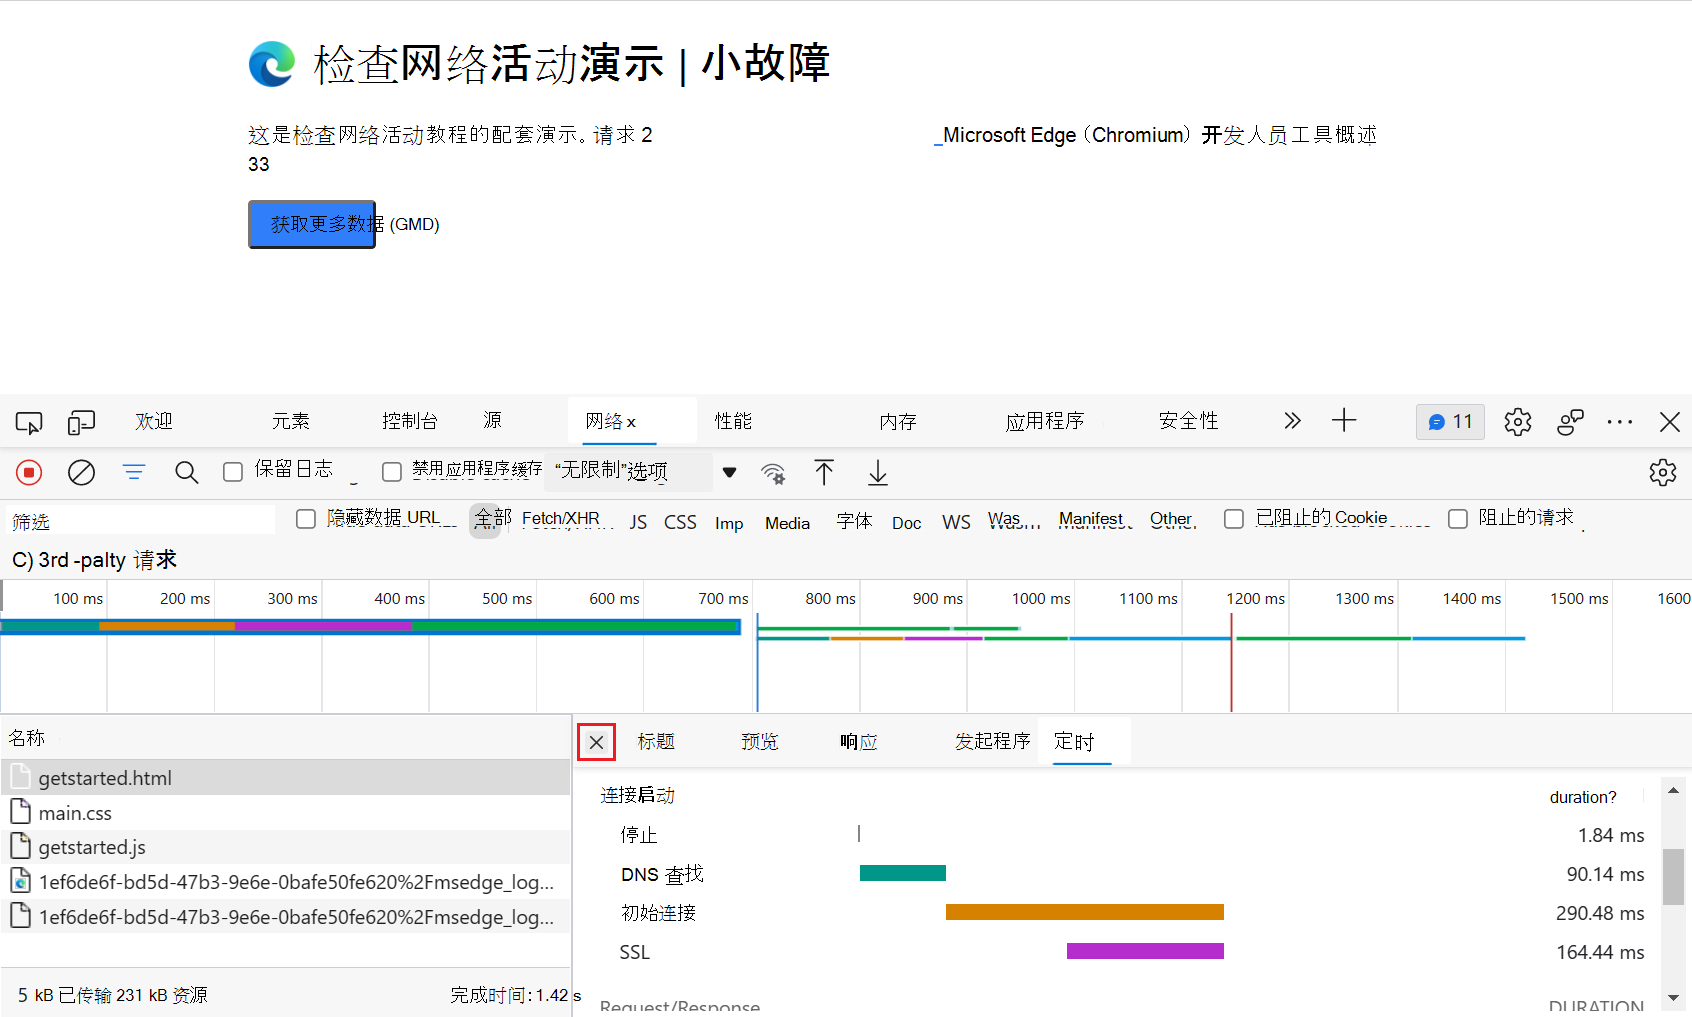 检查网络活动演示 | 小故障
这是检查网络活动教程的配套演示。请求 2
33
_Microsoft Edge（Chromium）开发人员工具概述
获取更多数据 (GMD)
欢迎 元素 控制台 源 网络 x 性能 内存 应用程序 安全性 11
保留日志 禁用应用程序缓存 “无限制”选项
筛选 隐藏数据 URL 全部 Fetch/XHR JS CSS Imp Media 字体 Doc WS Was Manifest Other 已阻止的 Cookie 阻止的请求
C) 3rd -palty 请求
100 ms 200 ms 300 ms 400 ms 500 ms 600 ms 700 ms 800 ms 900 ms 1000 ms 1100 ms 1200 ms 1300 ms 1400 ms 1500 ms 1600
名称
getstarted.html
main.css
getstarted.js
1ef6de6f-bd5d-47b3-9e6e-0bafe50fe620%2Fmsedge_log...
1ef6de6f-bd5d-47b3-9e6e-0bafe50fe620%2Fmsedge_log...
5 kB 已传输 231 kB 资源 完成时间：1.42 s
标题 预览 响应 发起程序 定时
连接启动 duration?
停止 1.84 ms
DNS 查找 90.14 ms
初始连接 290.48 ms
SSL 164.44 ms
Request/Response DURATION